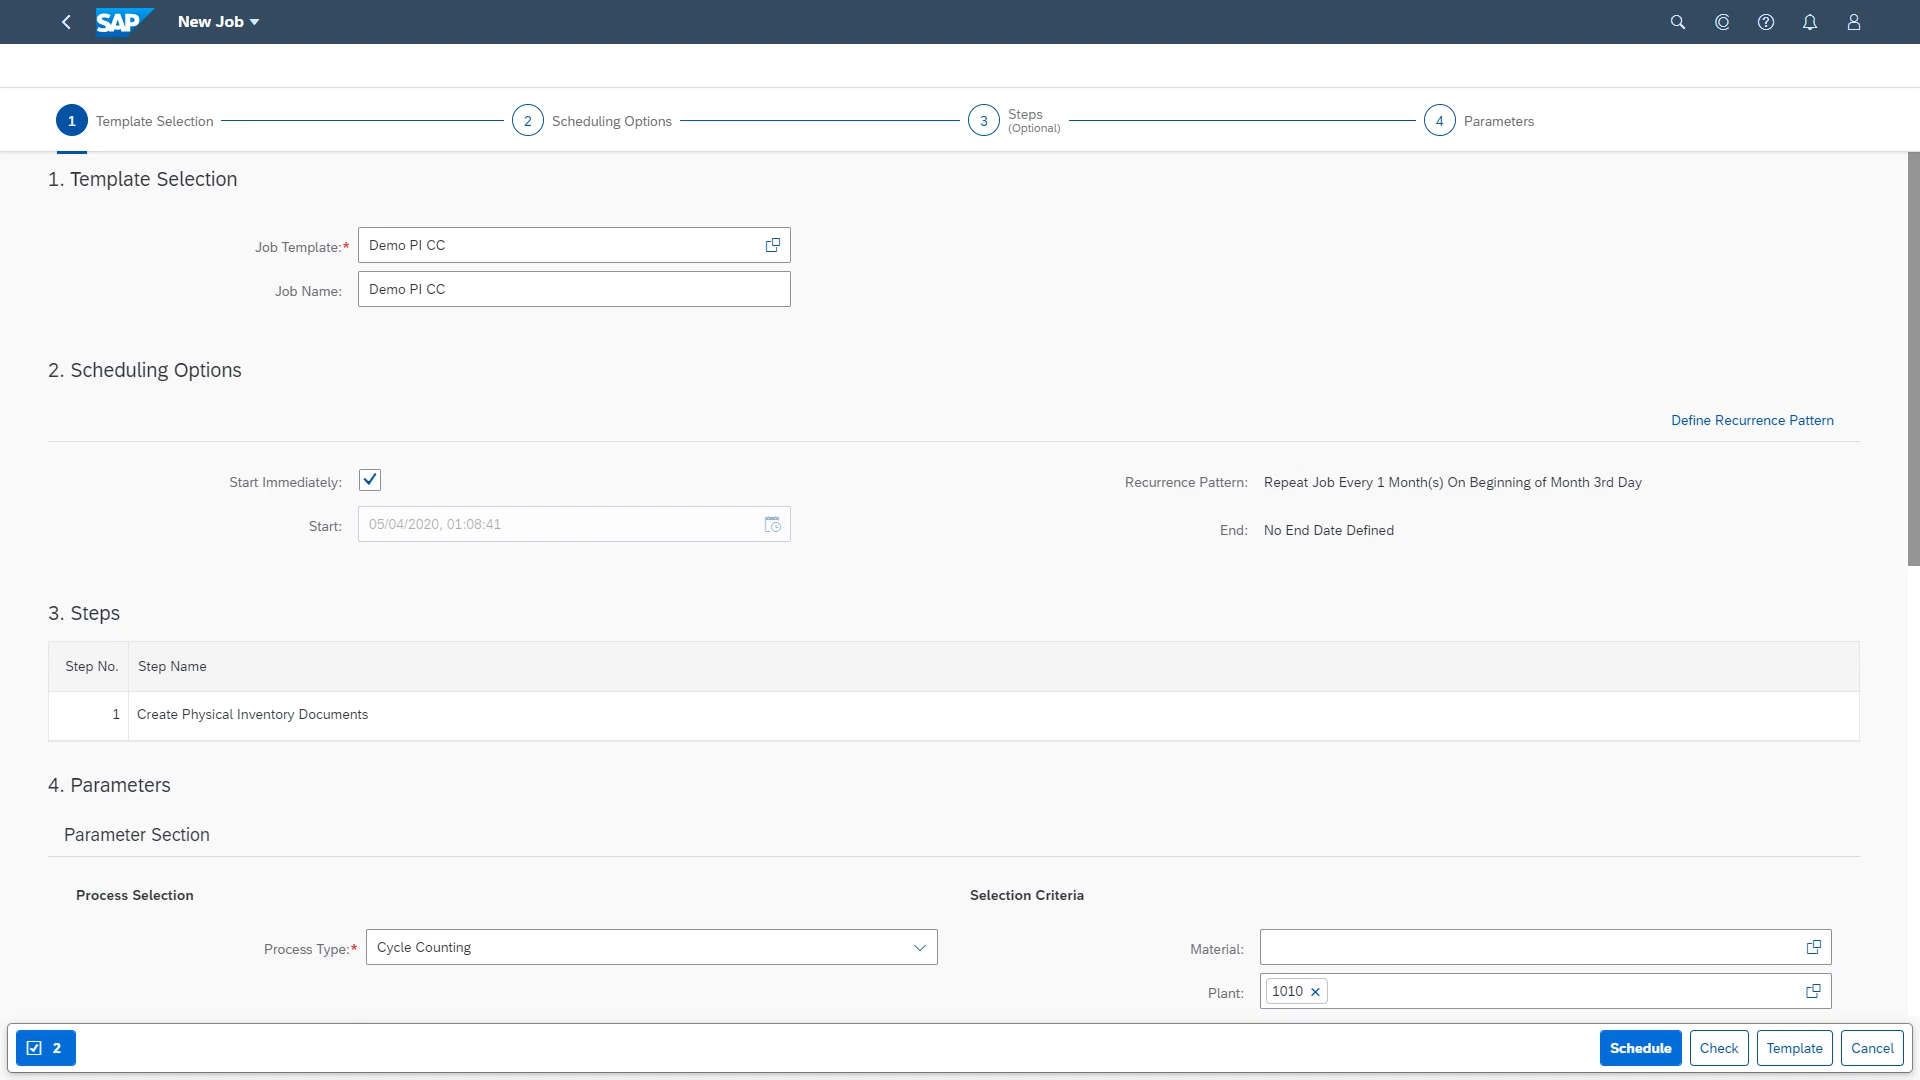 SAP New Job
1 Template Selection 2 Scheduling Options 3 Steps (Optional) 4 Parameters
1. Template Selection
Job Template:* Demo PI CC
Job Name: Demo PI CC
2. Scheduling Options
Define Recurrence Pattern
Start Immediately: Recurrence Pattern: Repeat Job Every 1 Month(s) On Beginning of Month 3rd Day
Start: 05/04/2020, 01:08:41 End: No End Date Defined
3. Steps
Step No. Step Name
1 Create Physical Inventory Documents
4. Parameters
Parameter Section
Process Selection Selection Criteria
Process Type:* Cycle Counting Material:
Plant: 1010
2 Schedule Check Template Cancel